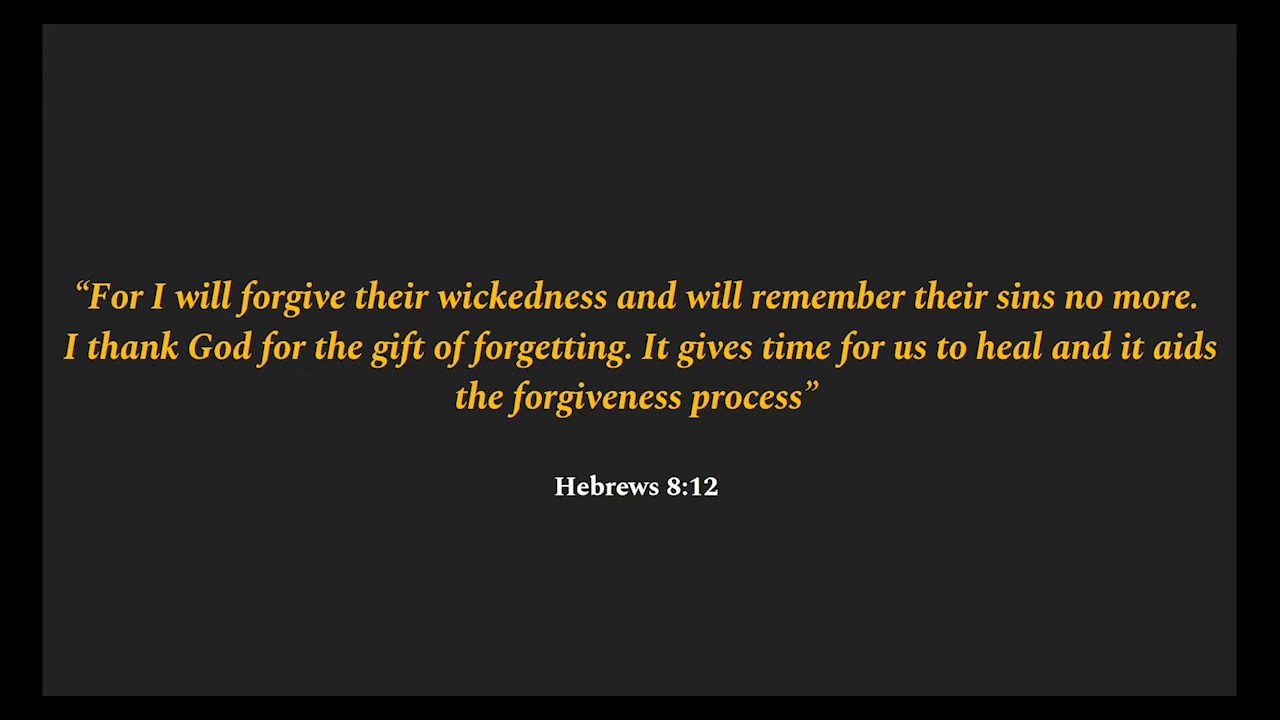 “For I will forgive their wickedness and will remember their sins no more.
I thank God for the gift of forgetting. It gives time for us to heal and it aids
the forgiveness process”
Hebrews 8:12